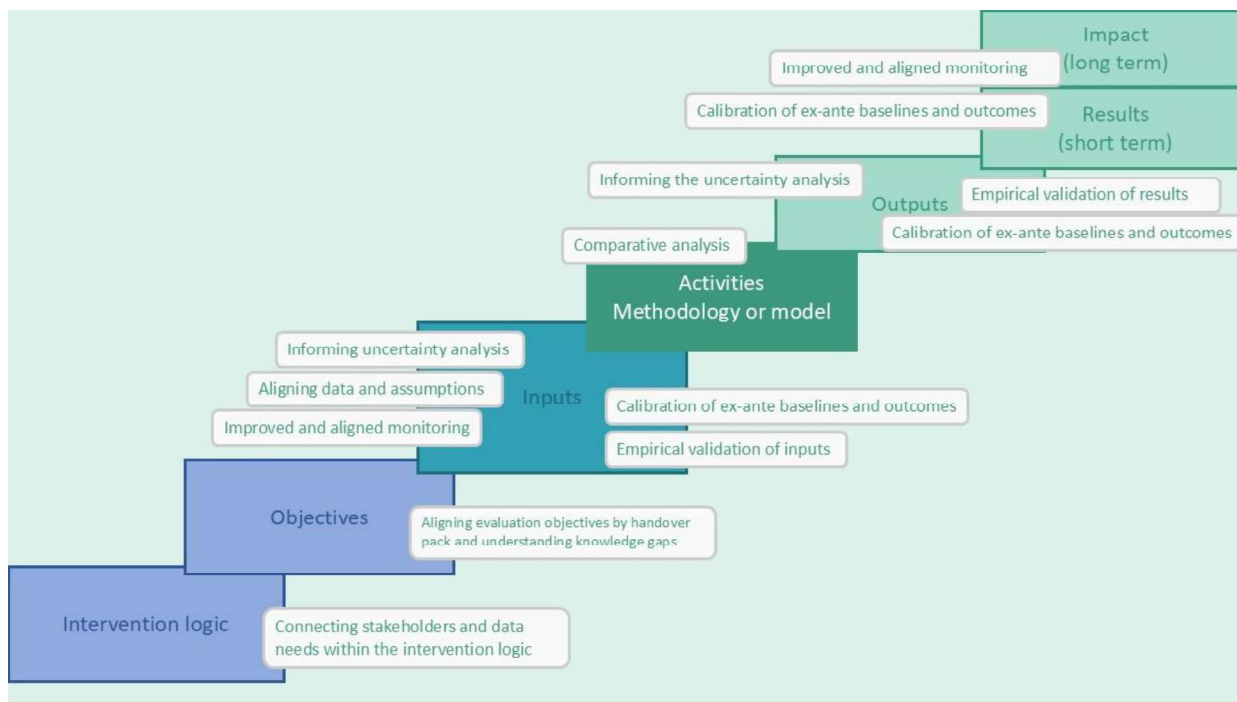 Impact
(long term)
Improved and aligned monitoring
Calibration of ex-ante baselines and outcomes
Results
(short term)
Informing the uncertainty analysis
Outputs
Empirical validation of results
Calibration of ex-ante baselines and outcomes
Comparative analysis
Activities
Methodology or model
Informing uncertainty analysis
Aligning data and assumptions
Improved and aligned monitoring
Inputs
Calibration of ex-ante baselines and outcomes
Empirical validation of inputs
Objectives
Aligning evaluation objectives by handover
pack and understanding knowledge gaps
Intervention logic
Connecting stakeholders and data
needs within the intervention logic